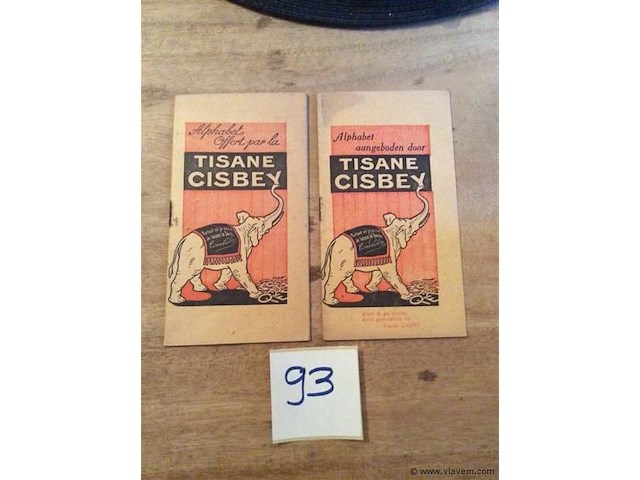 Alphabet
Offert par la
TISANE
CISBEY
Alphabet
aangeboden door
TISANE
CISBEY
93
© www.vlavem.com